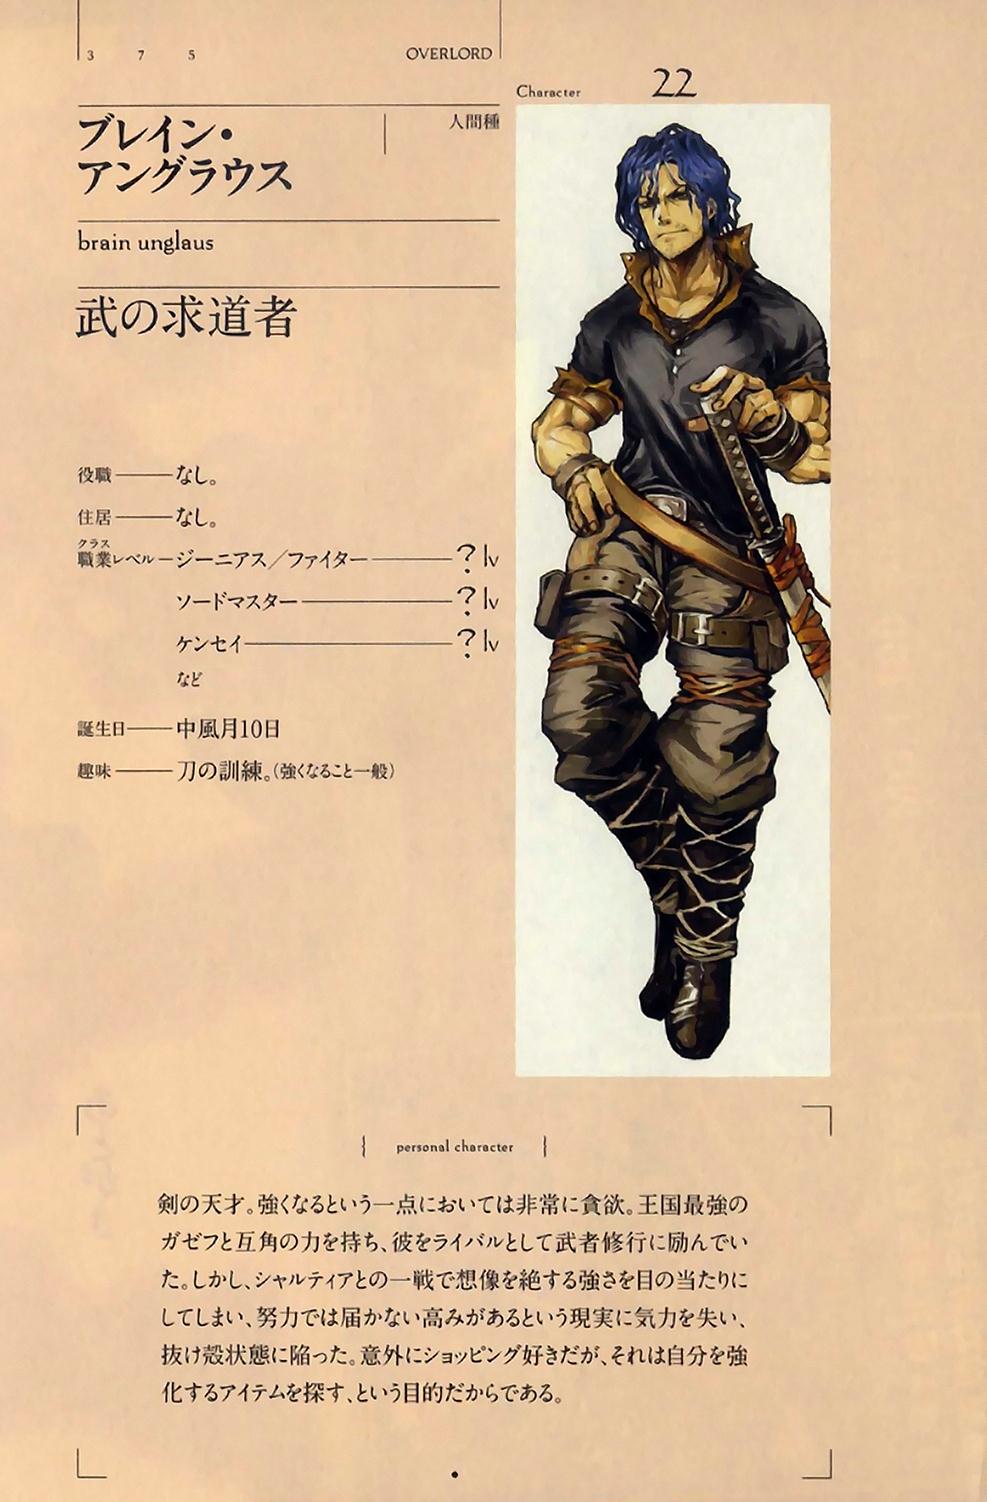 375
OVERLORD
Character 22
ブレイン・
アングラウス
人間種
brain unglaus
武の求道者
役職―なし。
住居―なし。
クラス
職業レベル―ジーニアス／ファイター―?lv
ソードマスター―?lv
ケンセイ―?lv
など
誕生日―中風月10日
趣味―刀の訓練。(強くなること一般)
personal character
剣の天才。強くなるという一点においては非常に貪欲。王国最強の
ガゼフと互角の力を持ち、彼をライバルとして武者修行に励んでい
た。しかし、シャルティアとの一戦で想像を絶する強さを目の当たりに
してしまい、努力では届かない高みがあるという現実に気力を失い、
抜け殻状態に陥った。意外にショッピング好きだが、それは自分を強
化するアイテムを探す、という目的だからである。